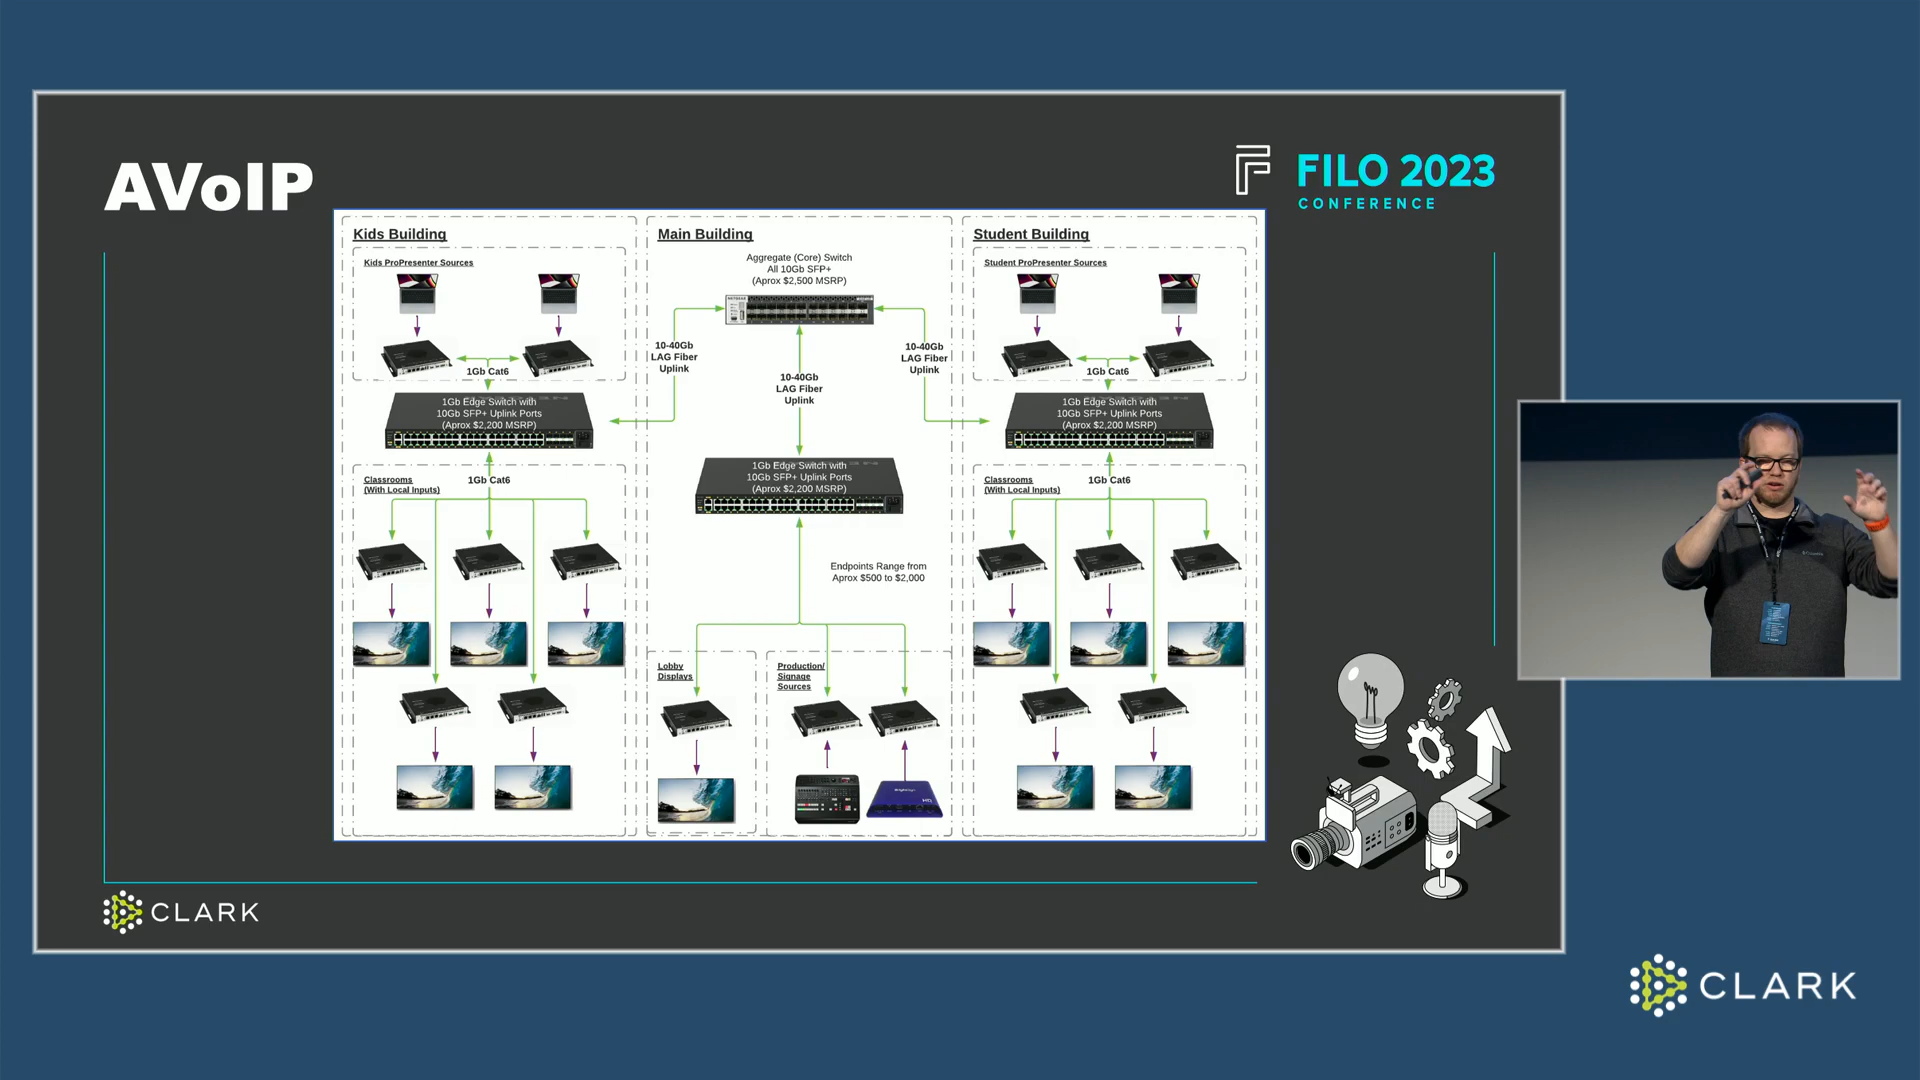 AVoIP
FILO 2023
CONFERENCE
Kids Building
Kids ProPresenter Sources
1Gb Cat6
1Gb Edge Switch with
10Gb SFP+ Uplink Ports
(Aprox $2,200 MSRP)
Classrooms
(With Local Inputs)
1Gb Cat6
Main Building
Aggregate (Core) Switch
All 10Gb SFP+
(Aprox $2,500 MSRP)
NETGEAR
10-40Gb
LAG Fiber
Uplink
10-40Gb
LAG Fiber
Uplink
10-40Gb
LAG Fiber
Uplink
1Gb Edge Switch with
10Gb SFP+ Uplink Ports
(Aprox $2,200 MSRP)
Endpoints Range from
Aprox $500 to $2,000
Lobby
Displays
Production/
Signage
Sources
BrightSign
HD
Student Building
Student ProPresenter Sources
1Gb Cat6
1Gb Edge Switch with
10Gb SFP+ Uplink Ports
(Aprox $2,200 MSRP)
Classrooms
(With Local Inputs)
1Gb Cat6
CLARK
CLARK